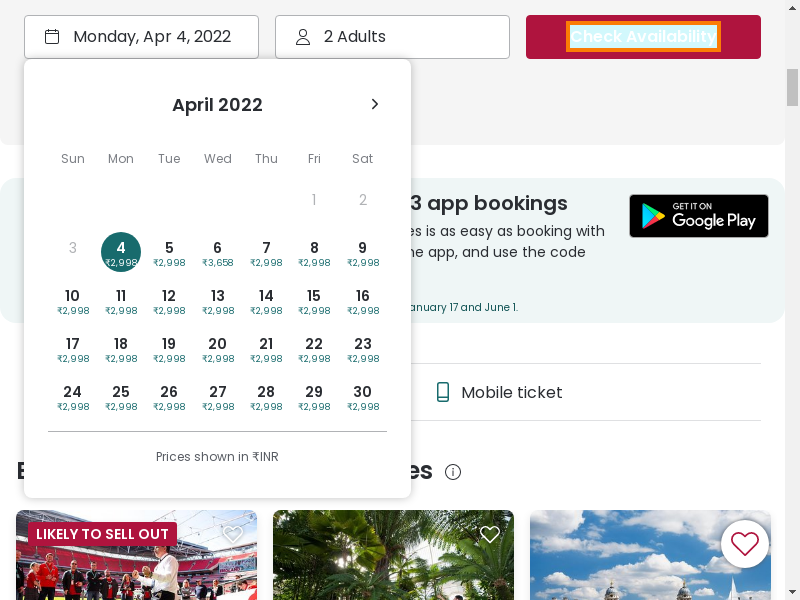 Monday, Apr 4, 2022
2 Adults
Check Availability
April 2022
Sun Mon Tue Wed Thu Fri Sat
1 2
3 4 5 6 7 8 9
₹2,998 ₹2,998 ₹3,658 ₹2,998 ₹2,998 ₹2,998
10 11 12 13 14 15 16
₹2,998 ₹2,998 ₹2,998 ₹2,998 ₹2,998 ₹2,998 ₹2,998
17 18 19 20 21 22 23
₹2,998 ₹2,998 ₹2,998 ₹2,998 ₹2,998 ₹2,998 ₹2,998
24 25 26 27 28 29 30
₹2,998 ₹2,998 ₹2,998 ₹2,998 ₹2,998 ₹2,998 ₹2,998
Prices shown in ₹INR
3 app bookings
es is as easy as booking with
he app, and use the code
anuary 17 and June 1.
GET IT ON
Google Play
Mobile ticket
es
LIKELY TO SELL OUT